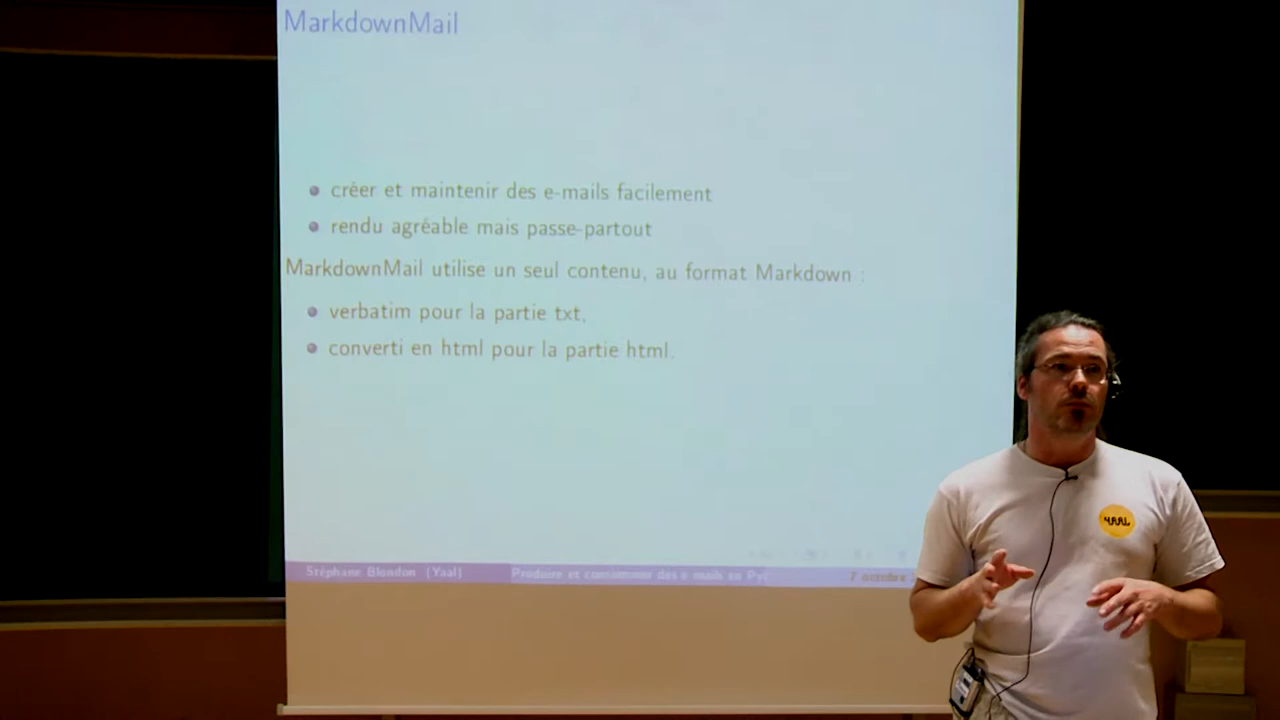 MarkdownMail
créer et maintenir des e-mails facilement
rendu agréable mais passe-partout
MarkdownMail utilise un seul contenu, au format Markdown :
verbatim pour la partie txt,
converti en html pour la partie html.
Stéphane Blondon (Yaal) Produire et consommer des e-mails en Py 7 octobre
YAAL